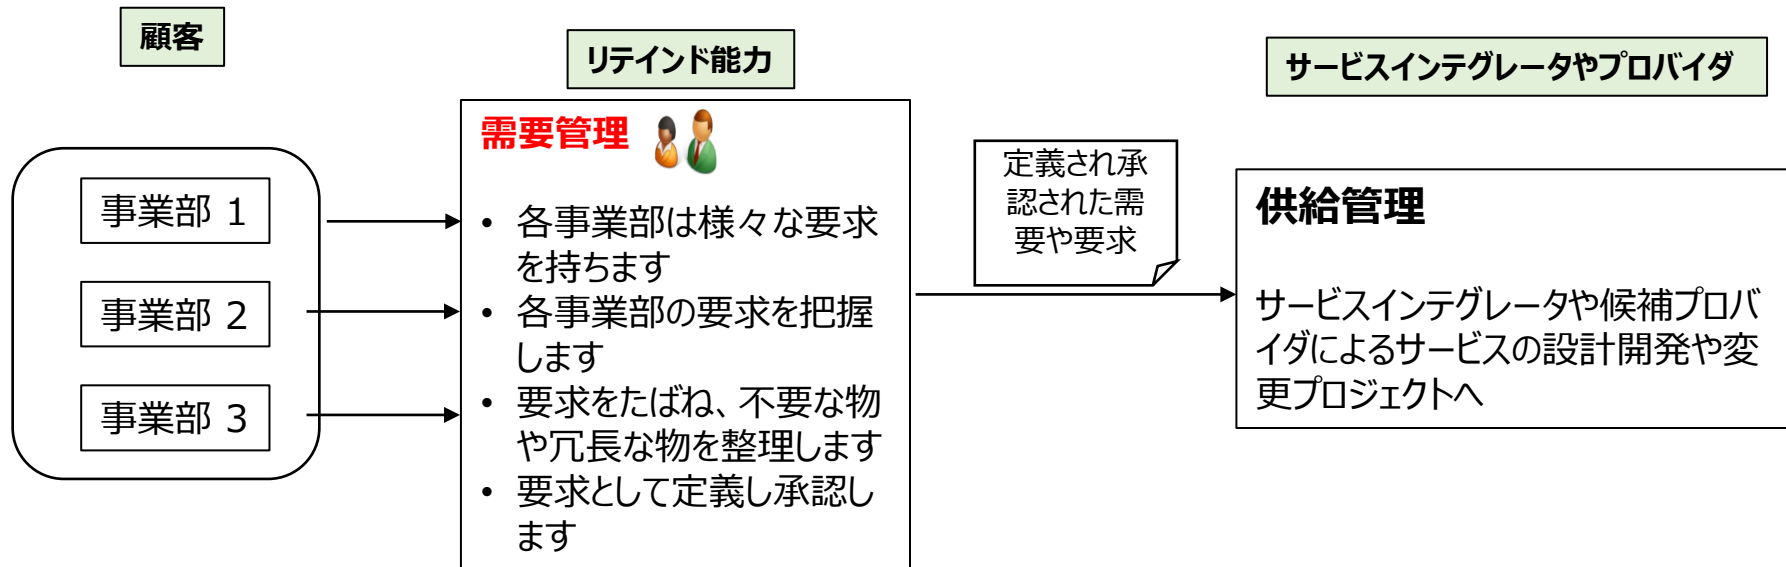 顧客
リテインド能力
サービスインテグレータやプロバイダ
事業部 1
事業部 2
事業部 3
需要管理
• 各事業部は様々な要求
を持ちます
• 各事業部の要求を把握
します
• 要求をたばね、不要な物
や冗長な物を整理します
• 要求として定義し承認し
ます
定義され承
認された需
要や要求
供給管理
サービスインテグレータや候補プロバ
イダによるサービスの設計開発や変
更プロジェクトへ